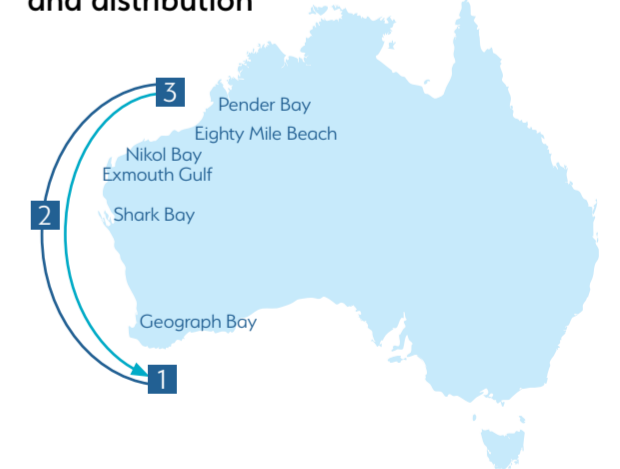 and distribution
3
Pender Bay
Eighty Mile Beach
Nikol Bay
Exmouth Gulf
2
Shark Bay
Geograph Bay
1